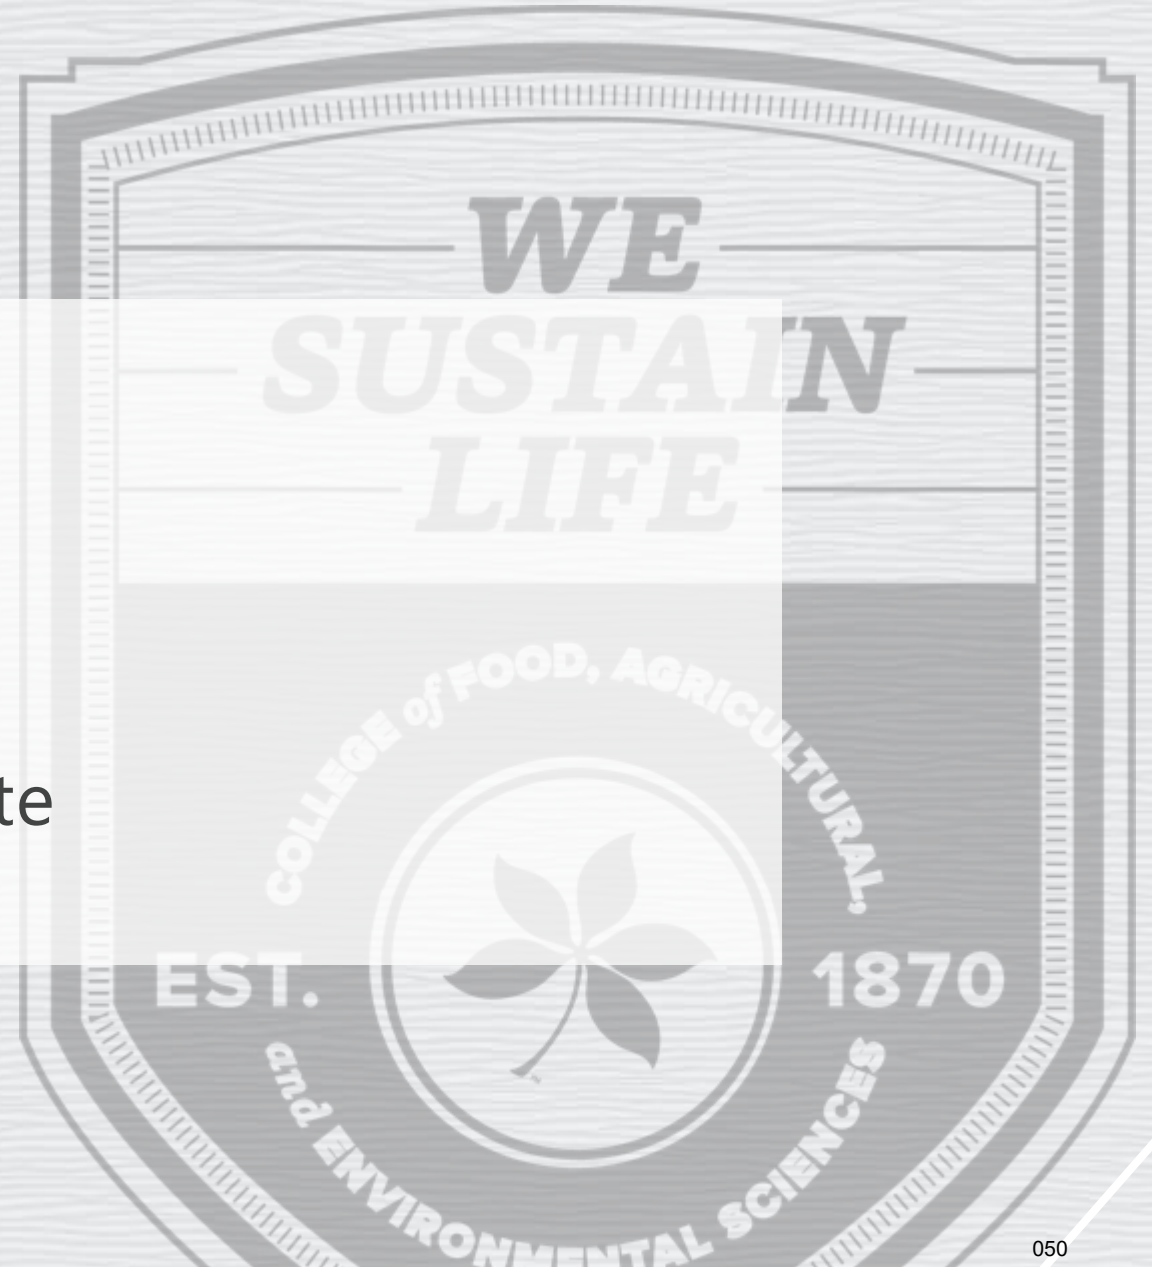 WE
SUSTAIN
LIFE
COLLEGE of FOOD, AGRICULTURAL,
te
EST. 1870
and ENVIRONMENTAL SCIENCES
050